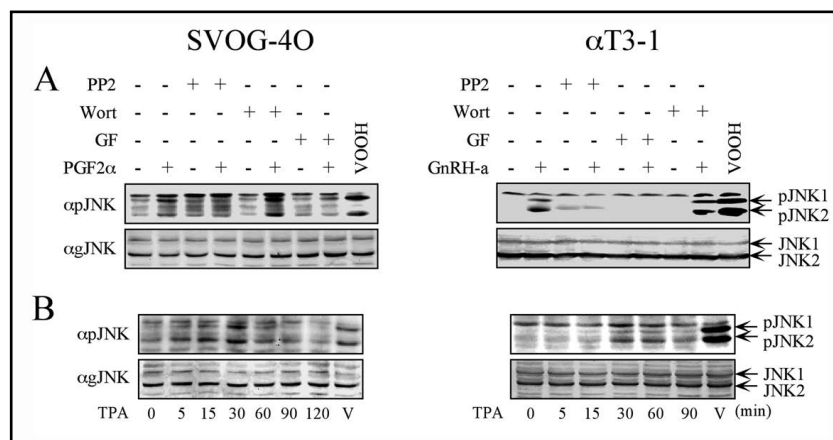 SVOG-4O αT3-1
A
PP2 - - + + - - - -
Wort - - - - + + - -
GF - - - - - - + +
PGF2α - + - + - + - +
VOOH
αpJNK
αgJNK
PP2 - - + + - - - -
Wort - - - - - - + +
GF - - - - + + - -
GnRH-a - + - + - + - +
VOOH
pJNK1
pJNK2
JNK1
JNK2
B
αpJNK
αgJNK
TPA 0 5 15 30 60 90 120 V
pJNK1
pJNK2
JNK1
JNK2
TPA 0 5 15 30 60 90 V (min)